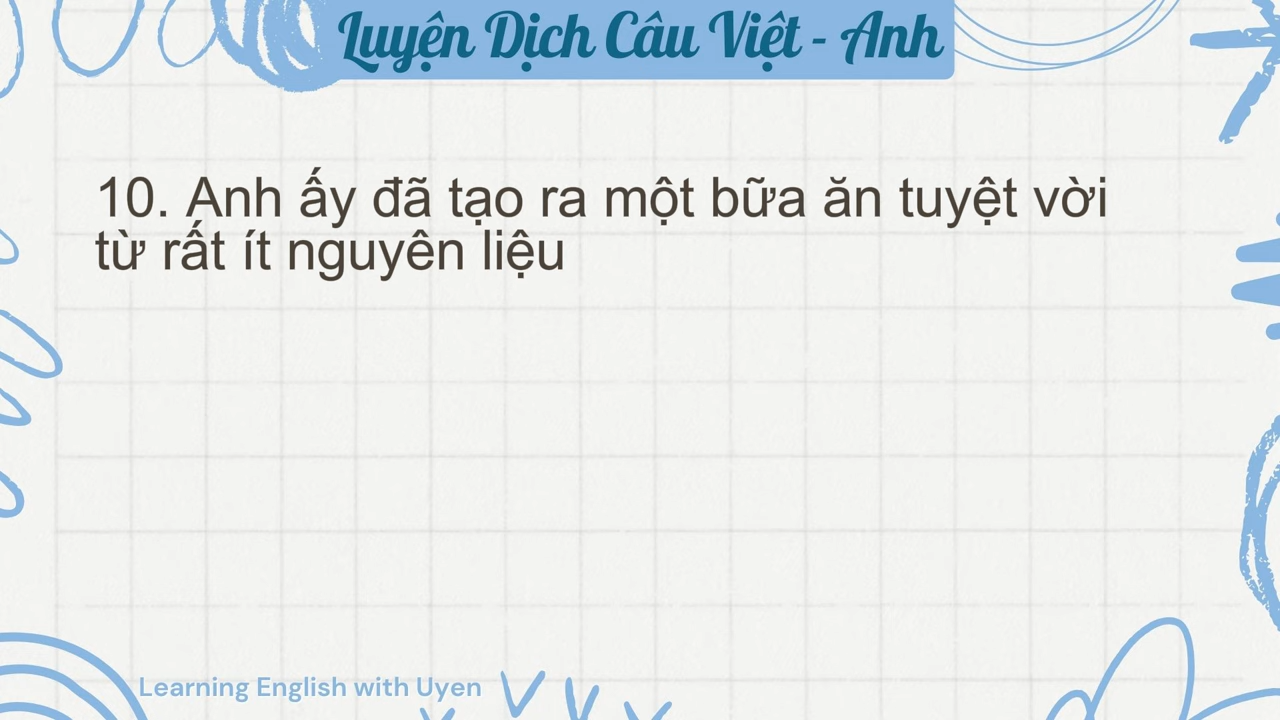 Luyện Dịch Câu Việt - Anh
10. Anh ấy đã tạo ra một bữa ăn tuyệt vời
từ rất ít nguyên liệu
Learning English with Uyen